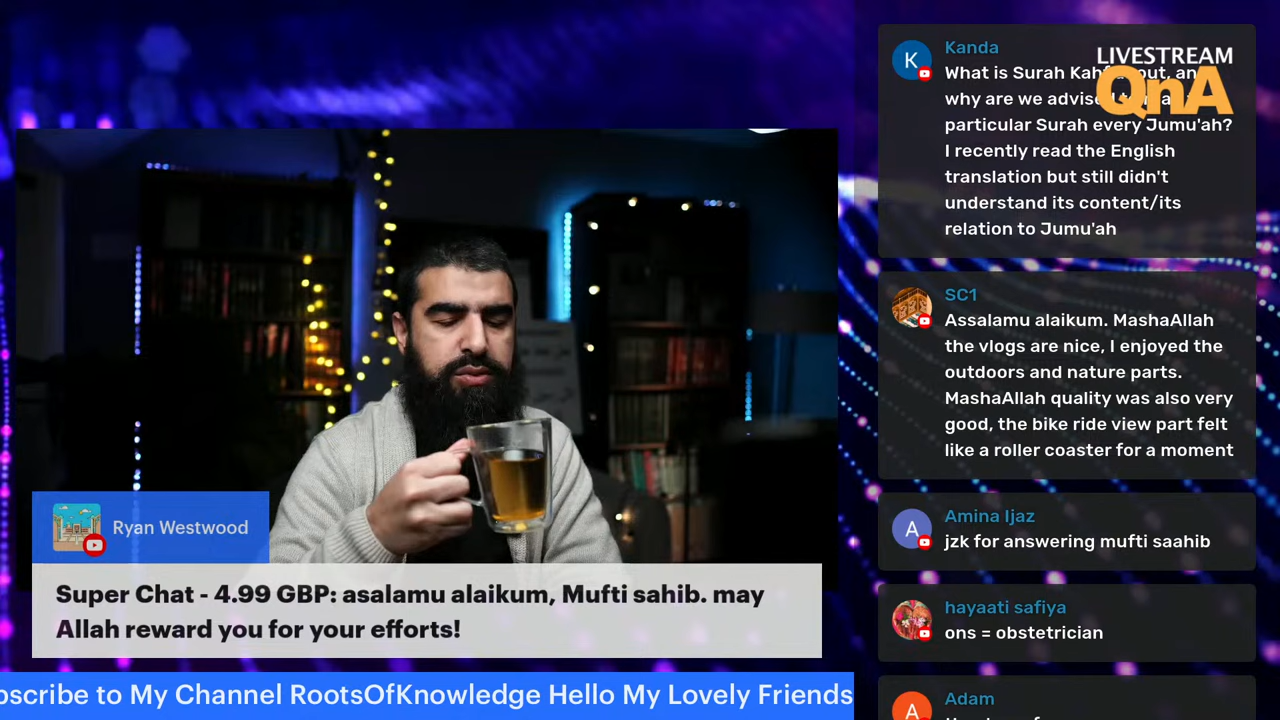 Kanda
What is Surah Kahf
why are we advise
particular Surah every Jumu'ah?
I recently read the English
translation but still didn't
understand its content/its
relation to Jumu'ah
LIVESTREAM
QnA
SC1
Assalamu alaikum. MashaAllah
the vlogs are nice, I enjoyed the
outdoors and nature parts.
MashaAllah quality was also very
good, the bike ride view part felt
like a roller coaster for a moment
Amina Ijaz
jzk for answering mufti saahib
hayaati safiya
ons = obstetrician
Adam
Ryan Westwood
Super Chat - 4.99 GBP: asalamu alaikum, Mufti sahib. may
Allah reward you for your efforts!
to My Channel RootsOfKnowledge Hello My Lovely Friends